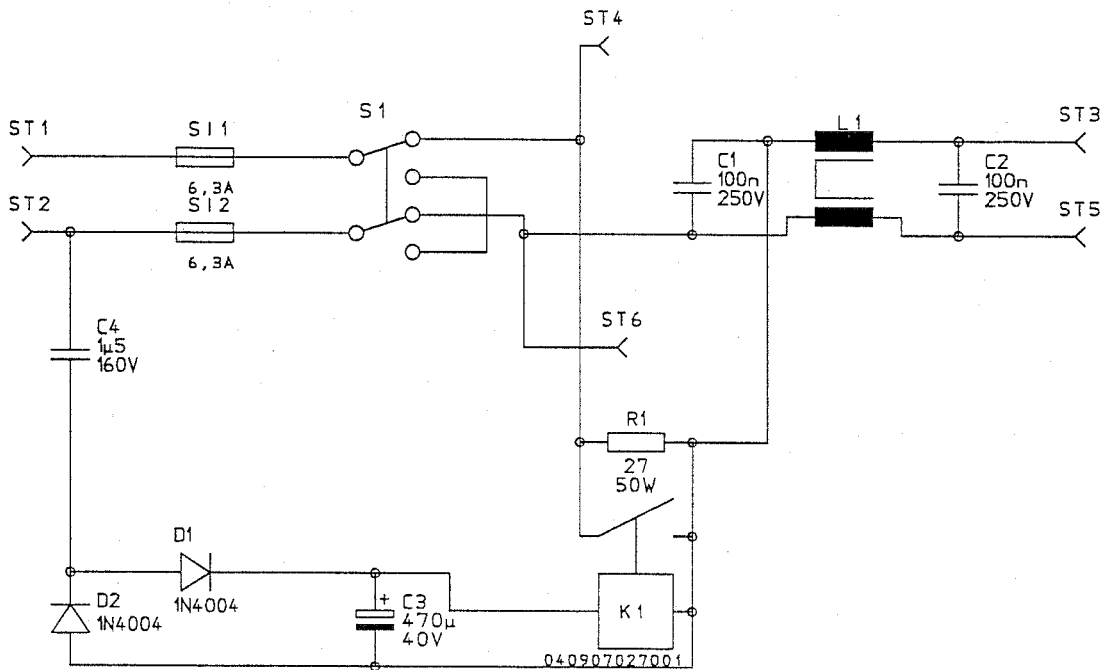 ST4
ST1
SI1
6,3A
S1
L1
ST3
C1
100n
250V
C2
100n
250V
ST2
SI2
6,3A
ST5
ST6
C4
1µ5
160V
R1
27
50W
D1
1N4004
D2
1N4004
+
C3
470µ
40V
K1
040907027001